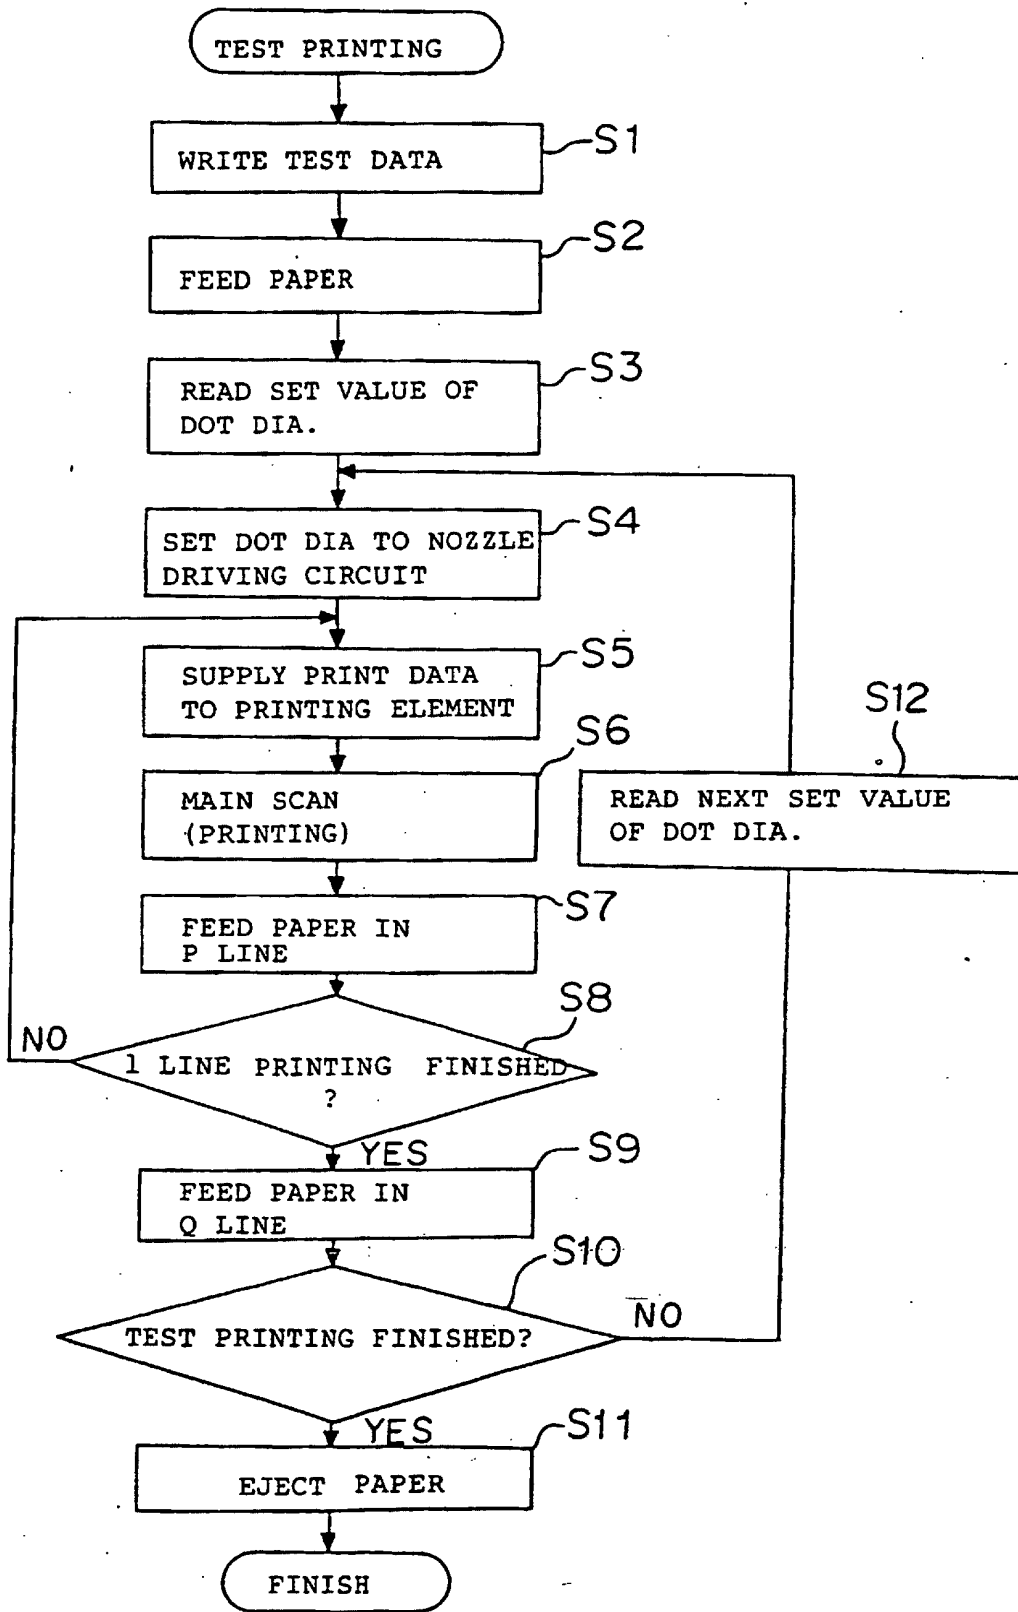 TEST PRINTING
S1
WRITE TEST DATA
S2
FEED PAPER
S3
READ SET VALUE OF
DOT DIA.
S4
SET DOT DIA TO NOZZLE
DRIVING CIRCUIT
S5
SUPPLY PRINT DATA
TO PRINTING ELEMENT
S6
MAIN SCAN
(PRINTING)
S12
READ NEXT SET VALUE
OF DOT DIA.
S7
FEED PAPER IN
P LINE
S8
NO
1 LINE PRINTING FINISHED
?
YES
S9
FEED PAPER IN
Q LINE
S10
NO
TEST PRINTING FINISHED?
YES
S11
EJECT PAPER
FINISH